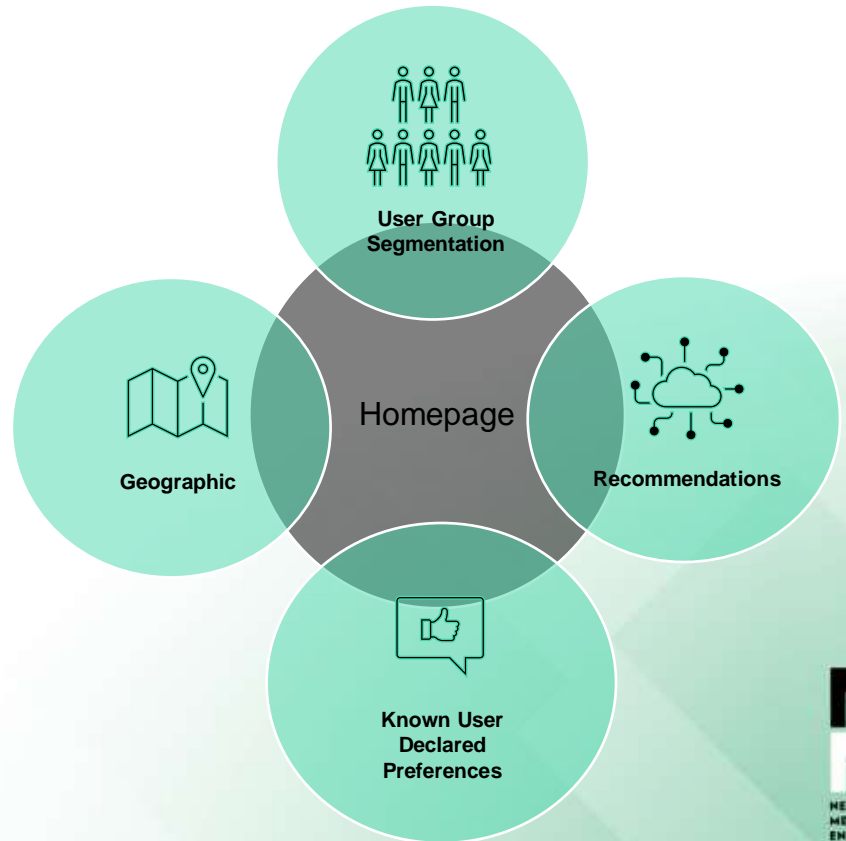 User Group
Segmentation
Geographic
Homepage
Recommendations
Known User
Declared
Preferences